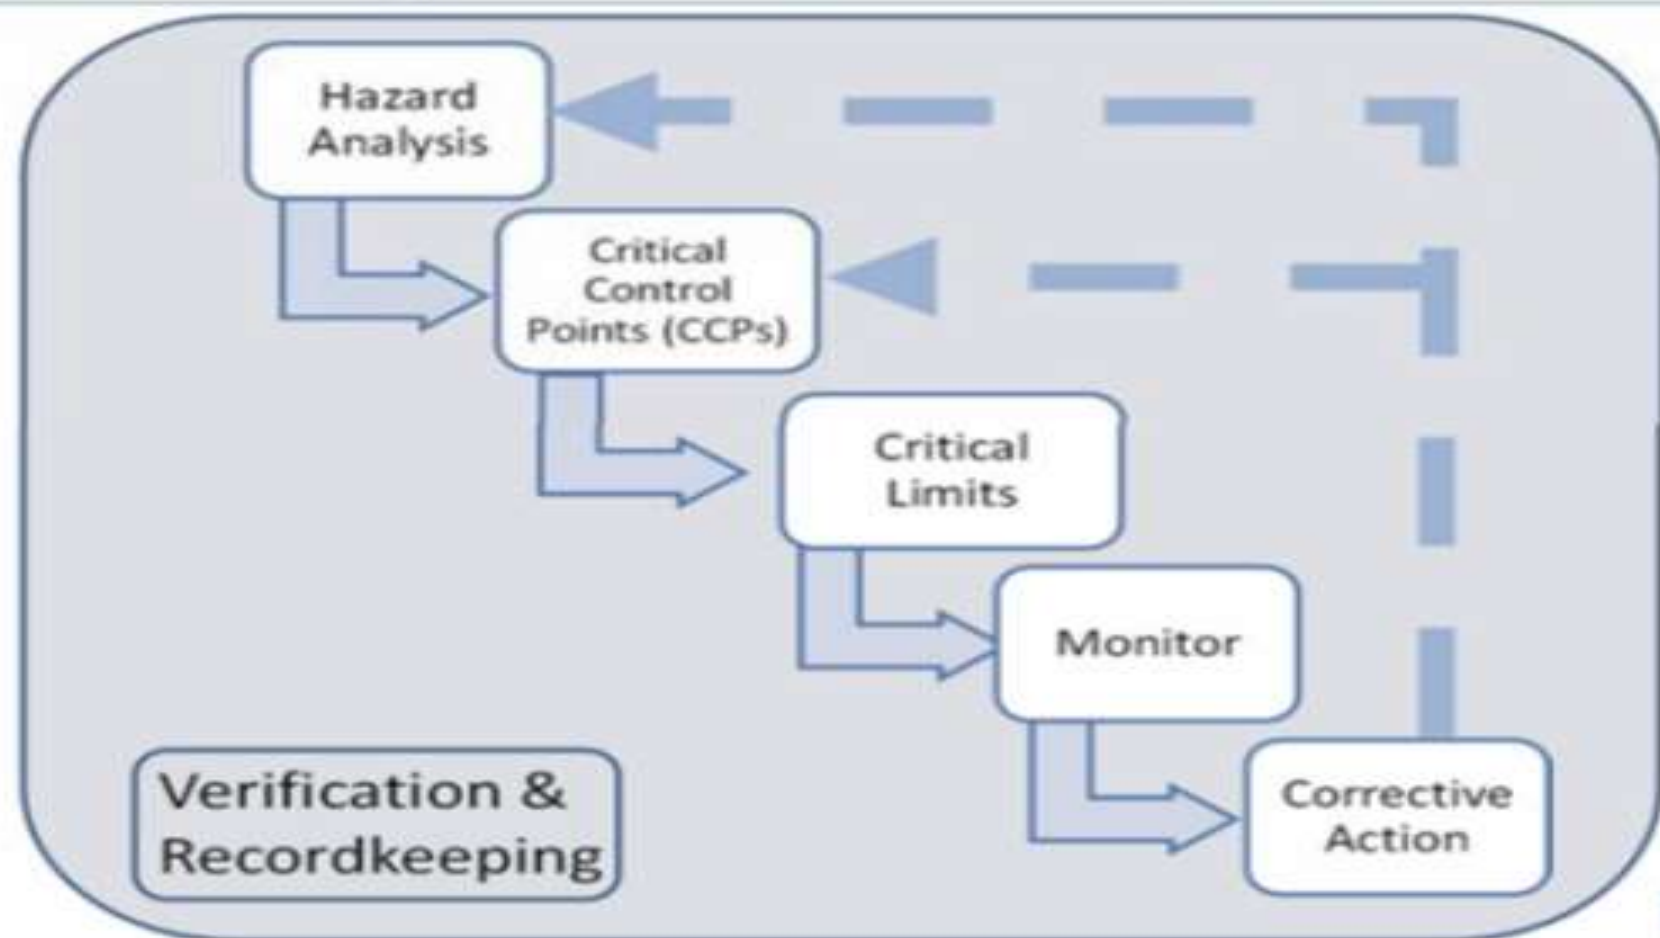 Hazard
Analysis
Critical
Control
Points (CCPs)
Critical
Limits
Monitor
Corrective
Action
Verification &
Recordkeeping